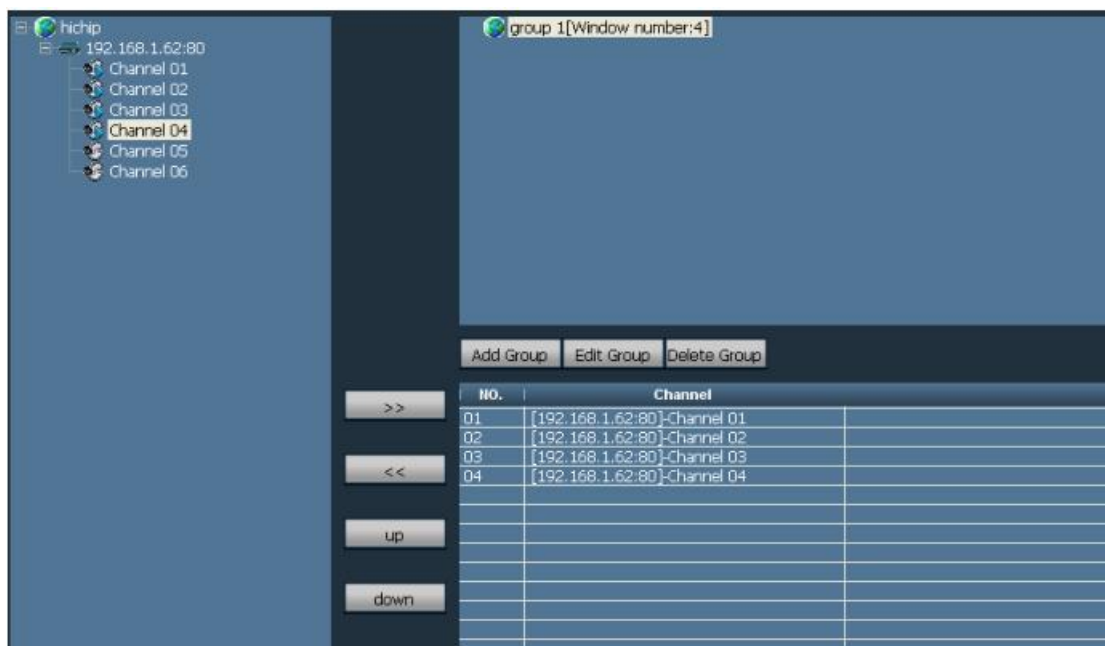 hichip
192.168.1.62:80
Channel 01
Channel 02
Channel 03
Channel 04
Channel 05
Channel 06
group 1[Window number:4]
Add Group Edit Group Delete Group
>>
<<
up
down
NO. Channel
01 [192.168.1.62:80]-Channel 01
02 [192.168.1.62:80]-Channel 02
03 [192.168.1.62:80]-Channel 03
04 [192.168.1.62:80]-Channel 04